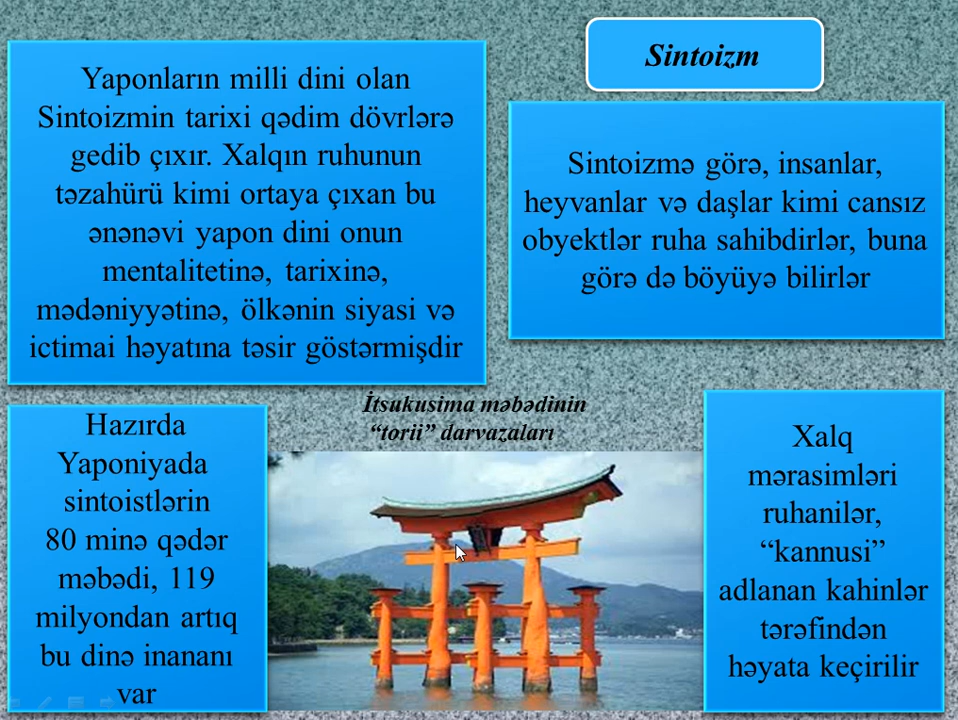 Sintoizm
Yaponların milli dini olan
Sintoizmin tarixi qədim dövrlərə
gedib çıxır. Xalqın ruhunun
təzahürü kimi ortaya çıxan bu
ənənəvi yapon dini onun
mentalitetinə, tarixinə,
mədəniyyətinə, ölkənin siyasi və
ictimai həyatına təsir göstərmişdir
Sintoizmə görə, insanlar,
heyvanlar və daşlar kimi cansız
obyektlər ruha sahibdirlər, buna
görə də böyüyə bilirlər
İtsukusima məbədinin
“torii” darvazaları
Hazırda
Yaponiyada
sintoistlərin
80 minə qədər
məbədi, 119
milyondan artıq
bu dinə inananı
var
Xalq
mərasimləri
ruhanilər,
“kannusi”
adlanan kahinlər
tərəfindən
həyata keçirilir